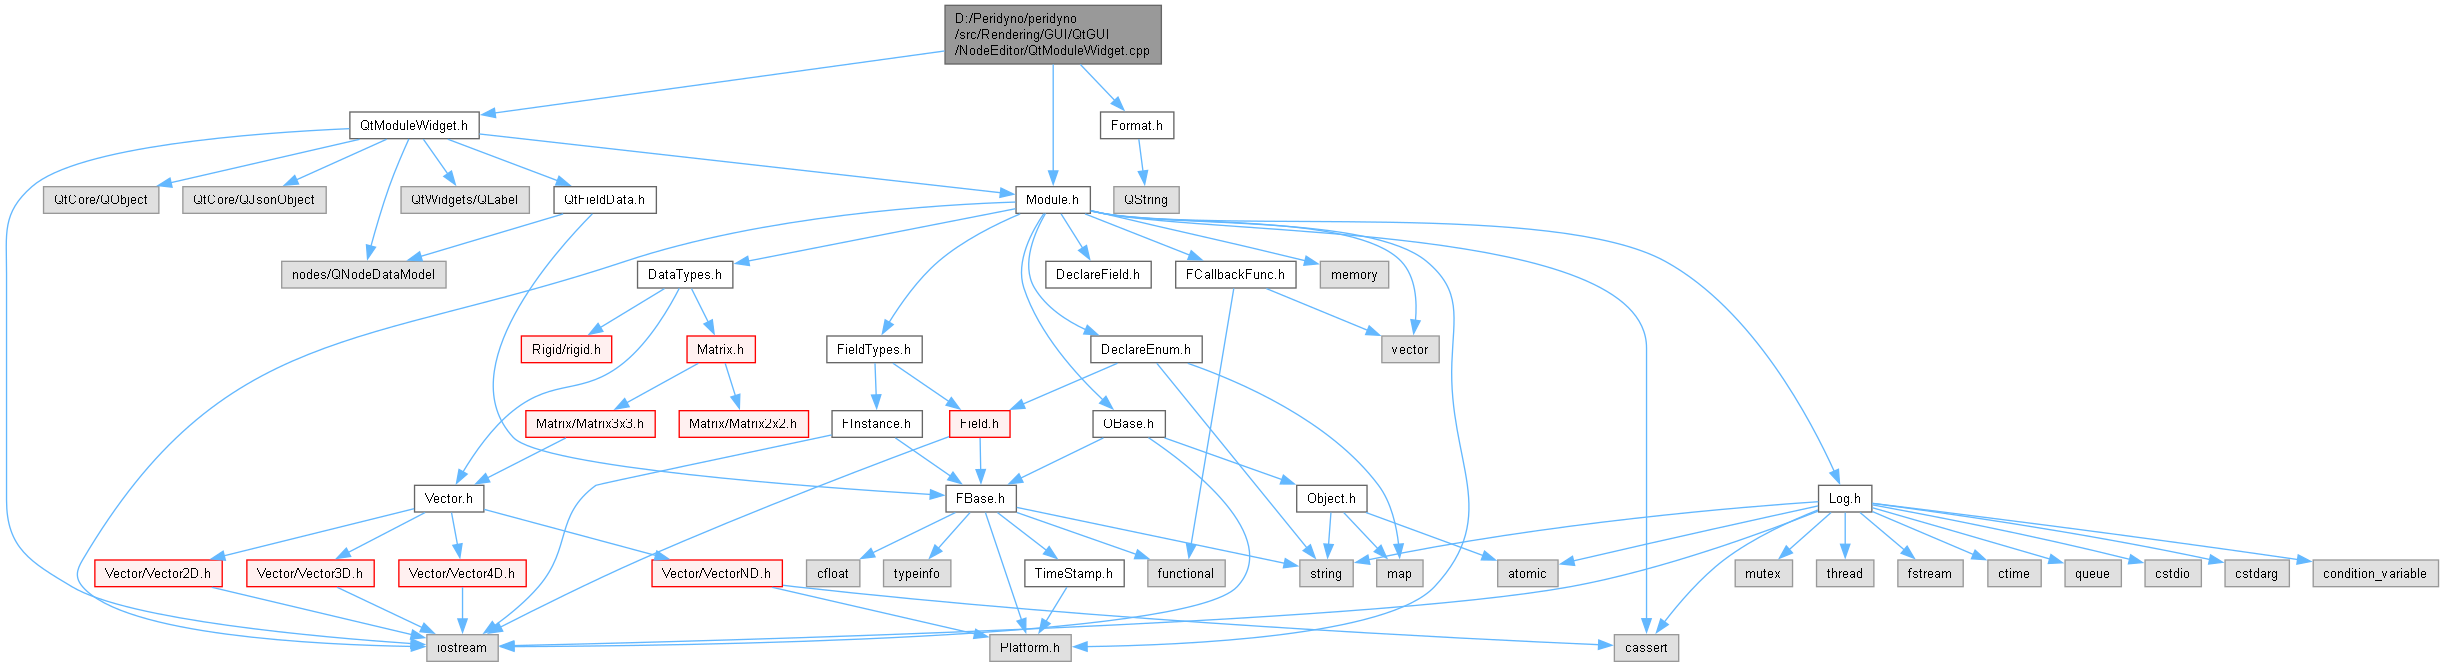 D:/Peridyno/peridyno
/src/Rendering/GUI/QtGUI
/NodeEditor/QtModuleWidget.cpp
QtModuleWidget.h
Format.h
QtCore/QObject
QtCore/QJsonObject
QtWidgets/QLabel
QtFieldData.h
Module.h
QString
nodes/QNodeDataModel
DataTypes.h
DeclareField.h
FCallbackFunc.h
memory
Rigid/rigid.h
Matrix.h
FieldTypes.h
DeclareEnum.h
vector
Matrix/Matrix3x3.h
Matrix/Matrix2x2.h
FInstance.h
Field.h
OBase.h
Vector.h
FBase.h
Object.h
Log.h
Vector/Vector2D.h
Vector/Vector3D.h
Vector/Vector4D.h
Vector/VectorND.h
cfloat
typeinfo
TimeStamp.h
functional
string
map
atomic
mutex
thread
fstream
ctime
queue
cstdio
cstdarg
condition_variable
iostream
Platform.h
cassert